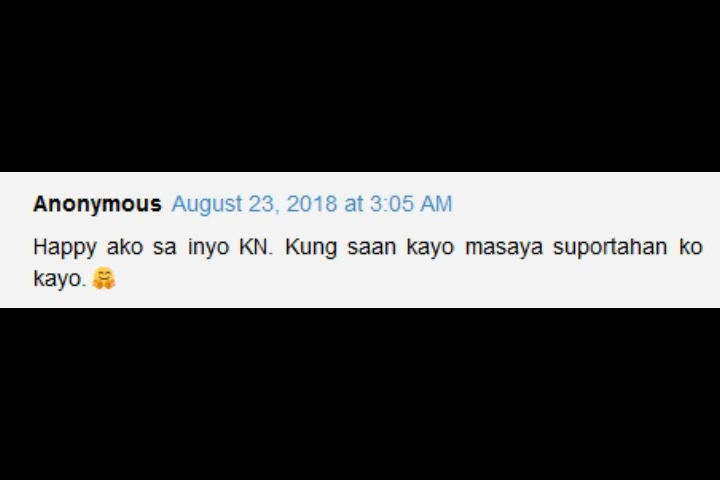 Anonymous August 23, 2018 at 3:05 AM
Happy ako sa inyo KN. Kung saan kayo masaya suportahan ko
kayo. 🤗